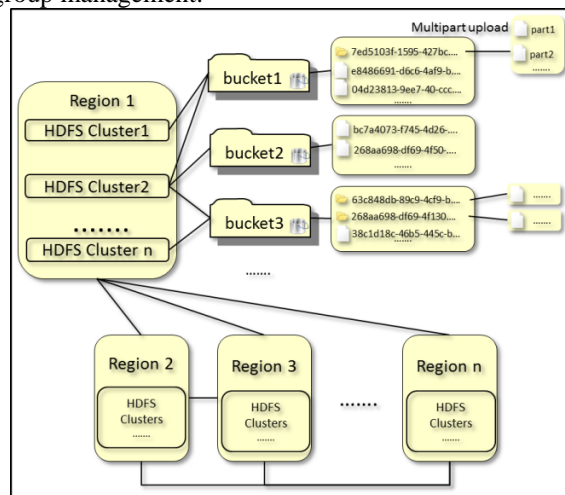 group management.
Multipart upload
part1
part2
.......
Region 1
HDFS Cluster1
HDFS Cluster2
.......
HDFS Cluster n
bucket1
7ed5103f-1595-427bc....
e8486691-d6c6-4af9-b....
04d23813-9ee7-40-ccc....
.......
bucket2
bc7a4073-f745-4d26-....
268aa698-df69-4f50-....
.......
bucket3
63c848db-89c9-4cf9-b...
268aa698-df69-4f130....
38c1d18c-46b5-445c-b...
.......
.......
.......
Region 2
HDFS
Clusters
.......
Region 3
HDFS
Clusters
.......
.......
Region n
HDFS
Clusters
.......